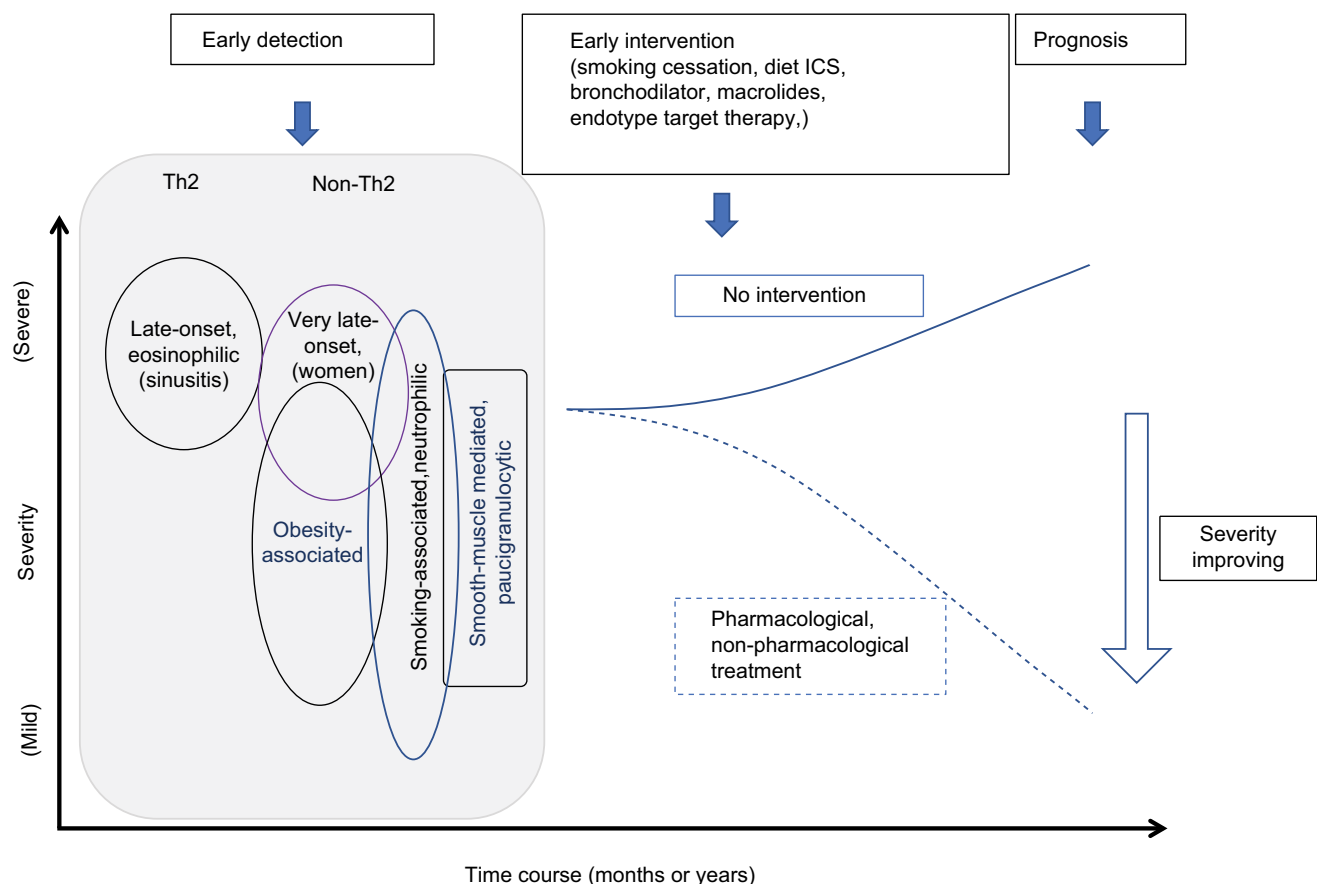 Early detection
Early intervention
(smoking cessation, diet ICS,
bronchodilator, macrolides,
endotype target therapy,)
Prognosis
Th2
Non-Th2
(Severe)
Severity
(Mild)
Late-onset,
eosinophilic
(sinusitis)
Very late-
onset,
(women)
Obesity-
associated
Smoking-associated,neutrophilic
Smooth-muscle mediated,
paucigranulocytic
No intervention
Pharmacological,
non-pharmacological
treatment
Severity
improving
Time course (months or years)